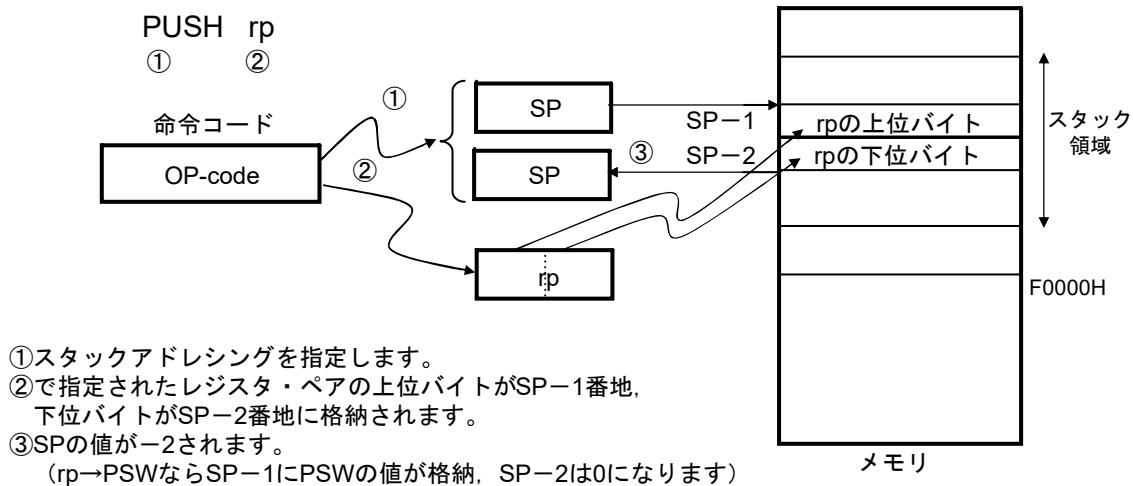 PUSH rp
① ②
命令コード
OP-code
①
②
SP
SP
③
rp
SP－1
SP－2
rpの上位バイト
rpの下位バイト
スタック
領域
F0000H
メモリ
①スタックアドレシングを指定します。
②で指定されたレジスタ・ペアの上位バイトがSP－1番地，
下位バイトがSP－2番地に格納されます。
③SPの値が－2されます。
（rp→PSWならSP－1にPSWの値が格納，SP－2は0になります）